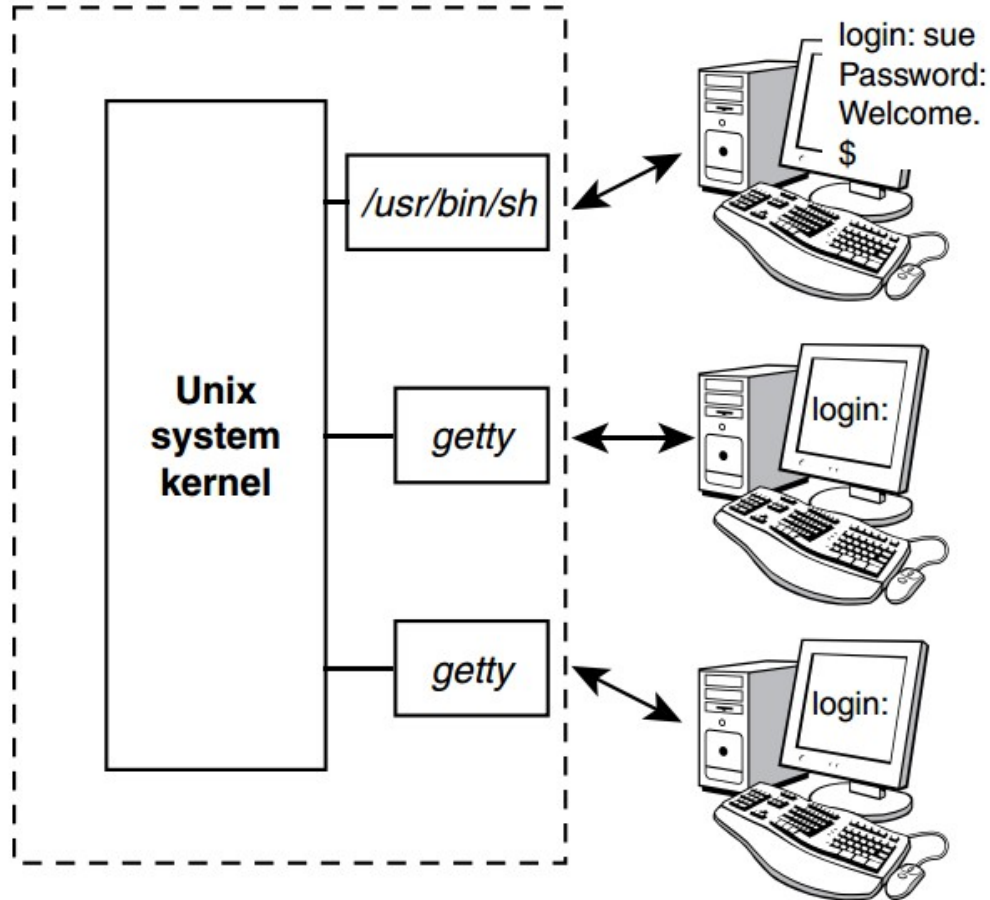 login: sue
Password:
Welcome.
$
/usr/bin/sh
Unix
system
kernel
getty
login:
getty
login: